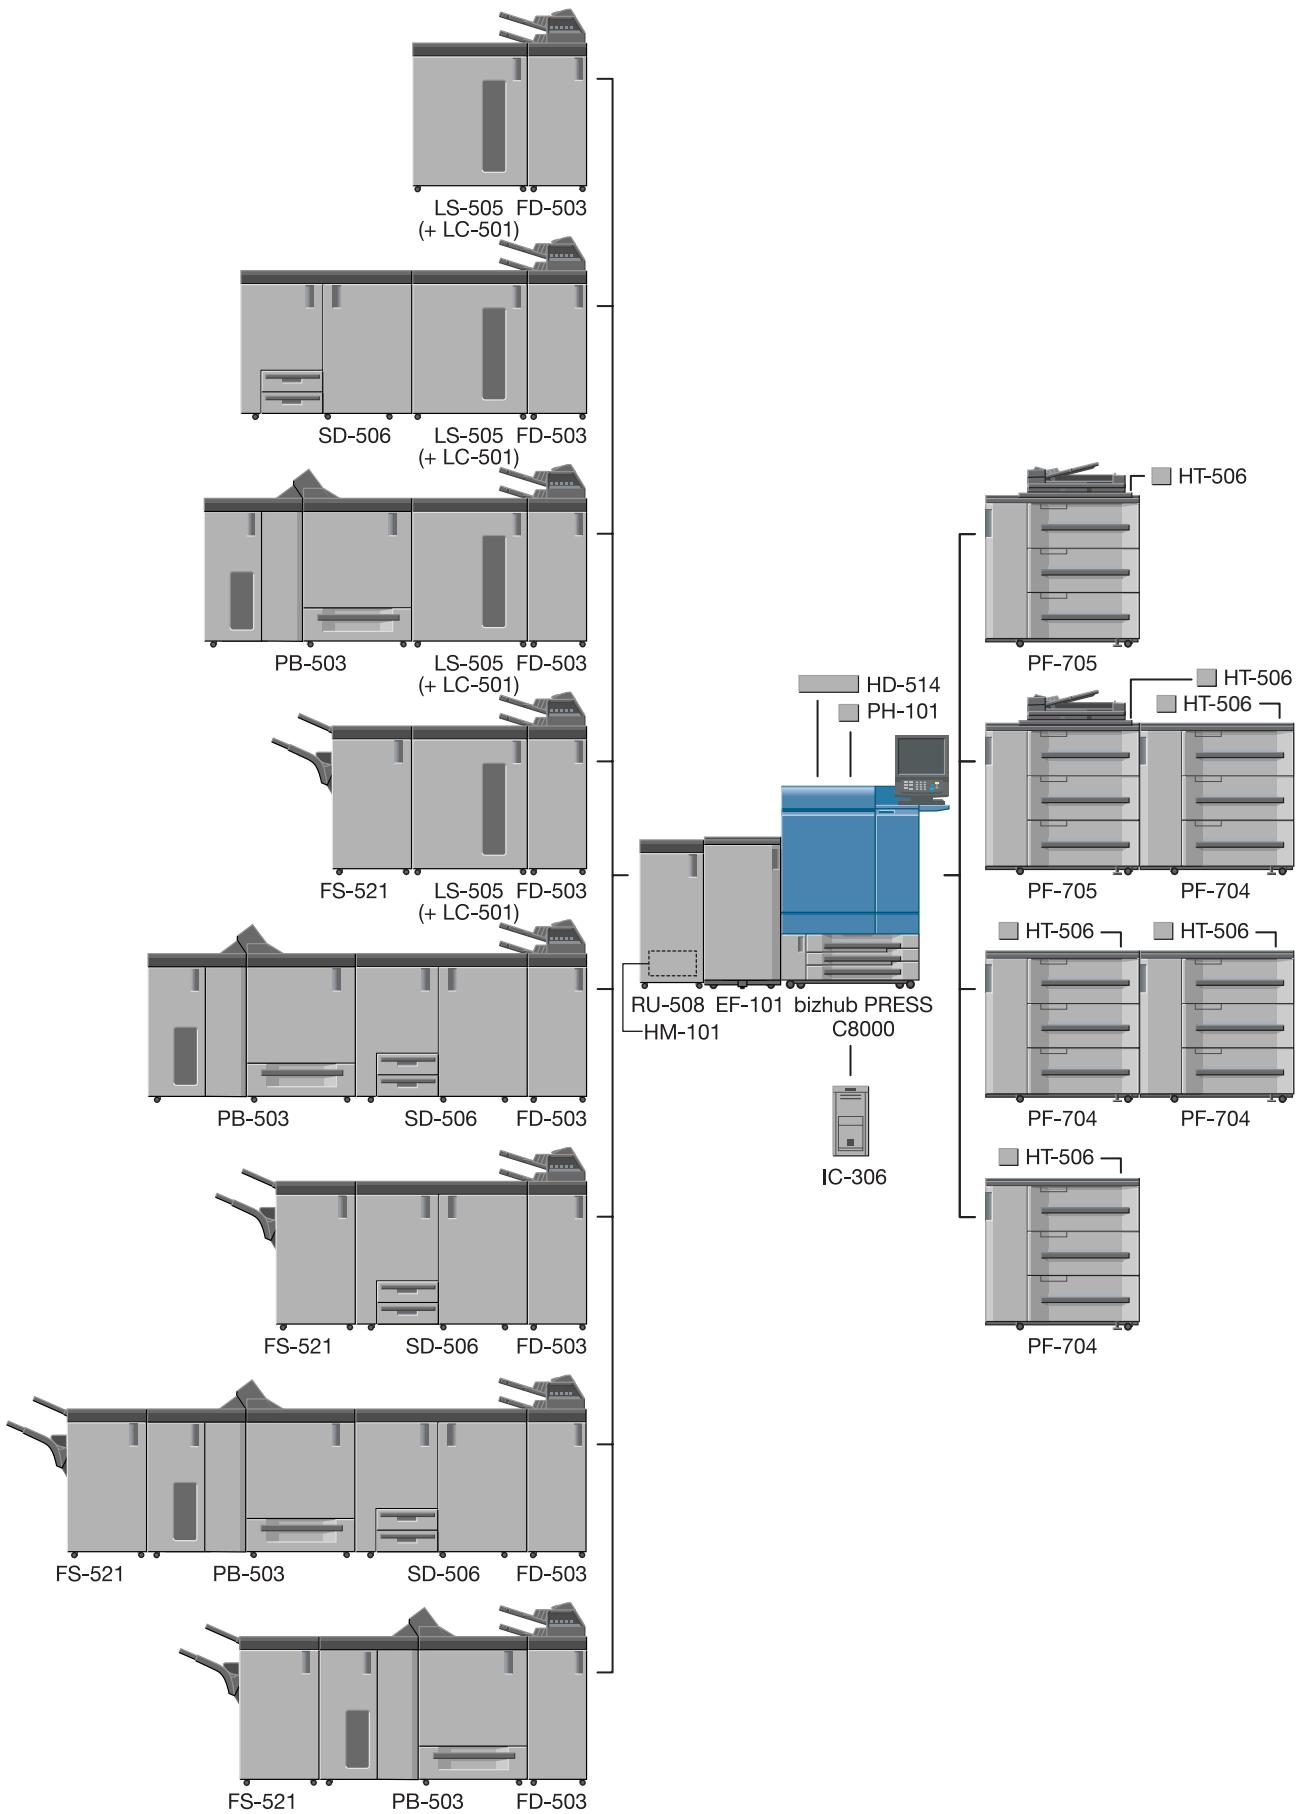 LS-505 FD-503
(+ LC-501)
SD-506 LS-505 FD-503
(+ LC-501)
PB-503 LS-505 FD-503
(+ LC-501)
FS-521 LS-505 FD-503
(+ LC-501)
PB-503 SD-506 FD-503
FS-521 SD-506 FD-503
FS-521 PB-503 SD-506 FD-503
FS-521 PB-503 FD-503
HD-514
PH-101
RU-508 EF-101 bizhub PRESS
C8000
HM-101
IC-306
HT-506
PF-705
HT-506
HT-506
PF-705 PF-704
HT-506 HT-506
PF-704 PF-704
HT-506
PF-704